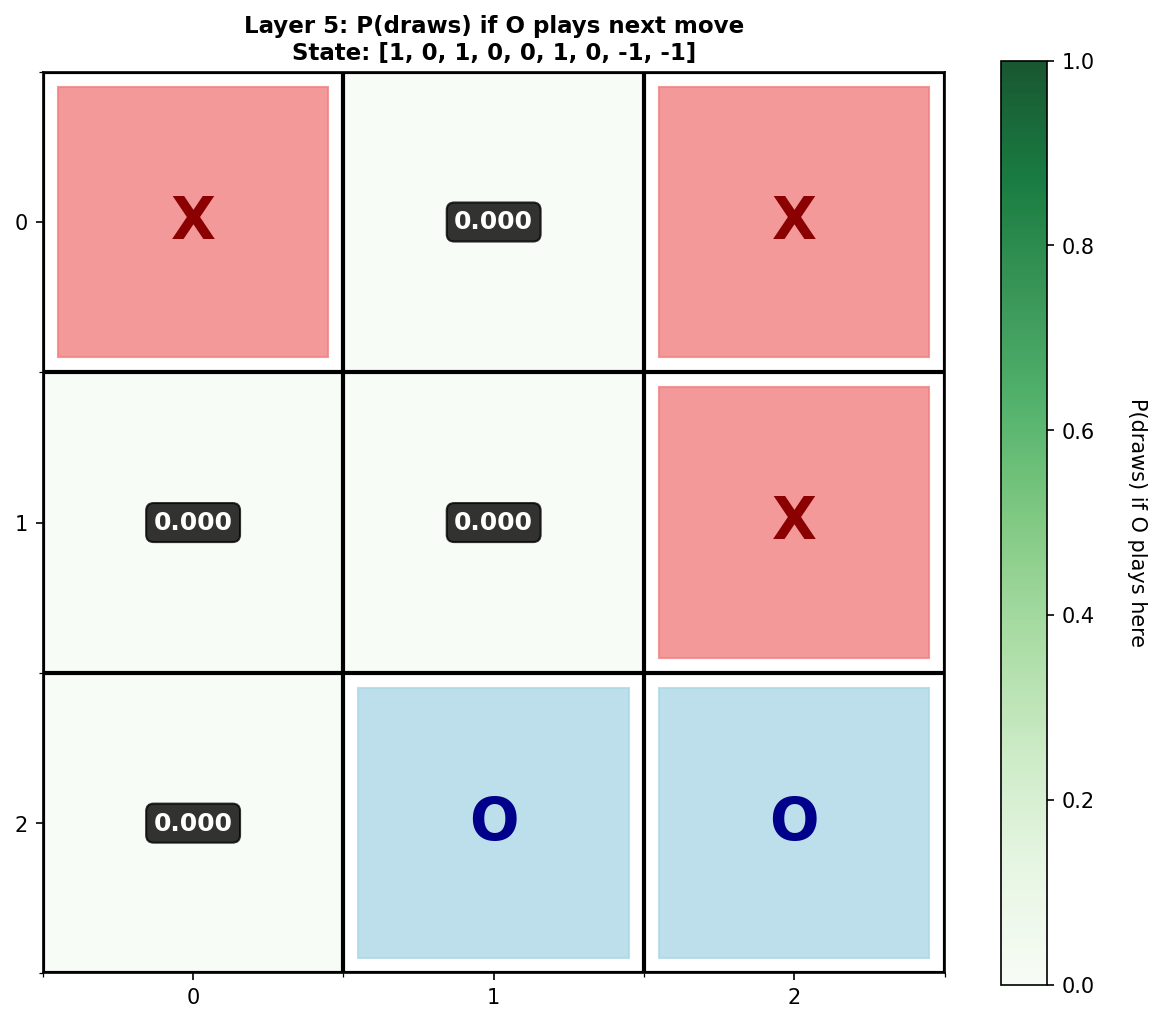 Layer 5: P(draws) if O plays next move
State: [1, 0, 1, 0, 0, 1, 0, -1, -1]
X
0.000
X
0
0.000
0.000
X
1
0.000
O
O
2
0
1
2
1.0
0.8
0.6
0.4
0.2
0.0
P(draws) if O plays here